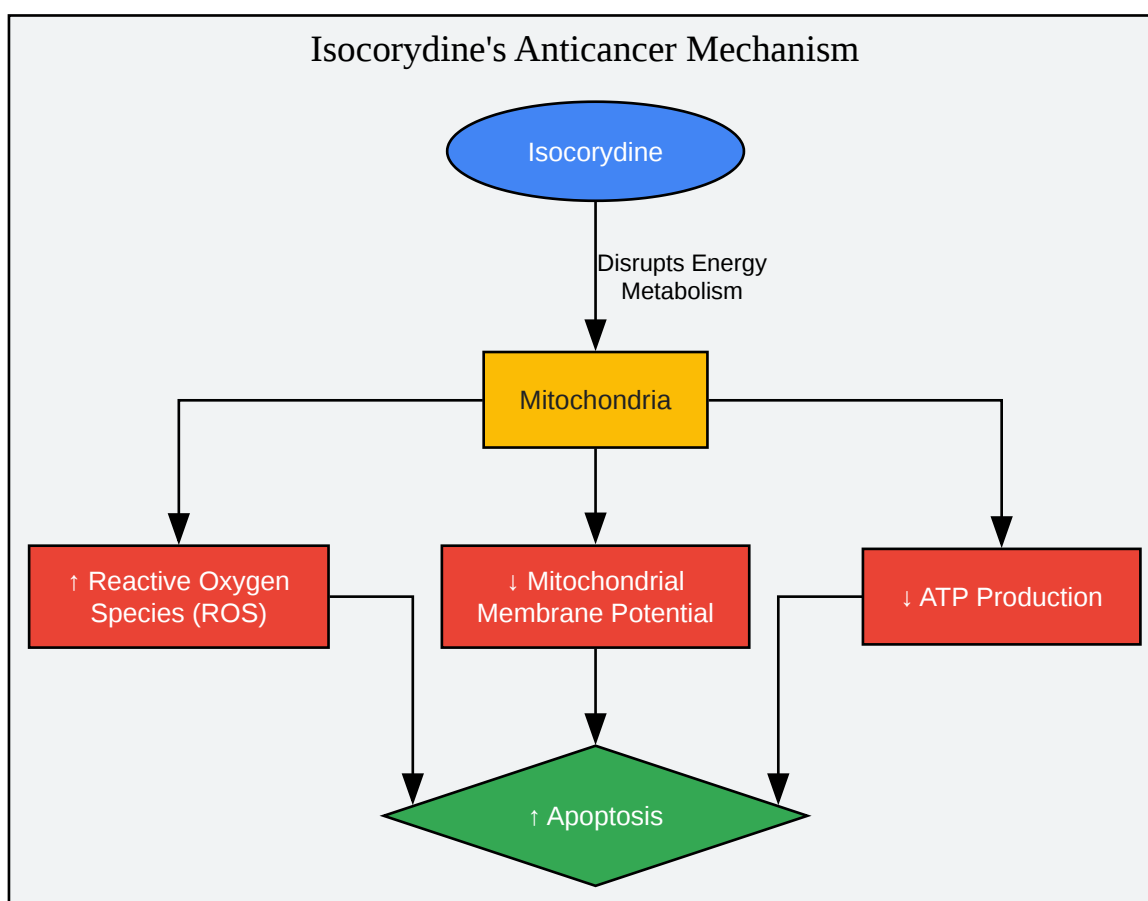 Isocorydine's Anticancer Mechanism
Isocorydine
Disrupts Energy
Metabolism
Mitochondria
↑ Reactive Oxygen
Species (ROS)
↓ Mitochondrial
Membrane Potential
↓ ATP Production
↑ Apoptosis